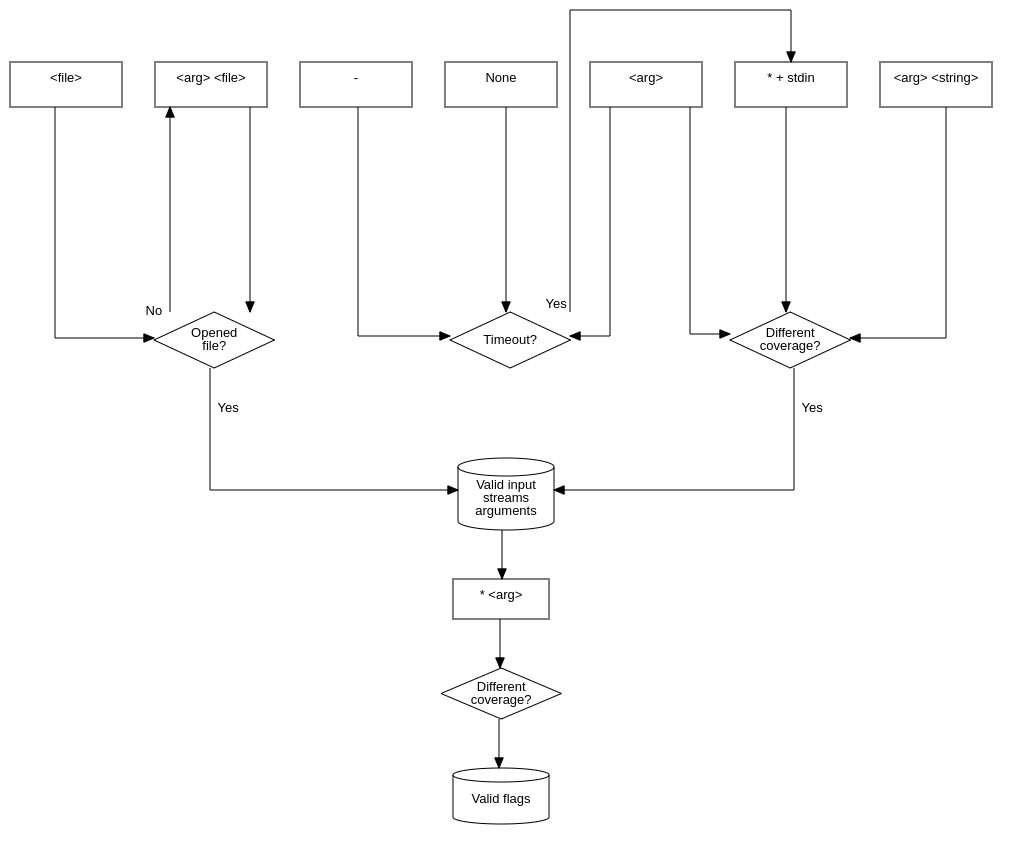 <file>
<arg> <file>
-
None
<arg>
* + stdin
<arg> <string>
No
Yes
Opened
file?
Timeout?
Different
coverage?
Yes
Yes
Valid input
streams
arguments
* <arg>
Different
coverage?
Valid flags